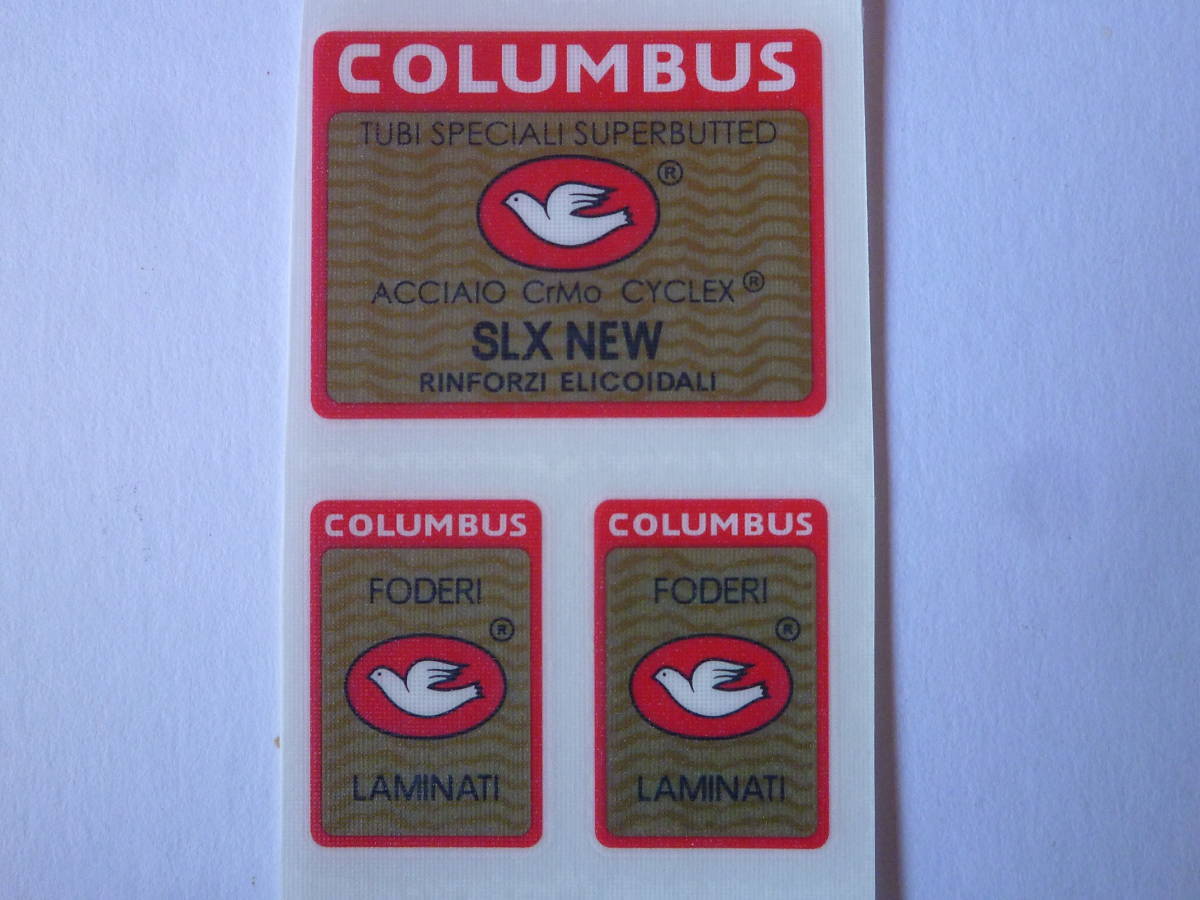 COLUMBUS
TUBI SPECIALI SUPERBUTTED
®
ACCIAIO CrMo CYCLEX®
SLX NEW
RINFORZI ELICOIDALI
COLUMBUS
FODERI
®
LAMINATI
COLUMBUS
FODERI
®
LAMINATI